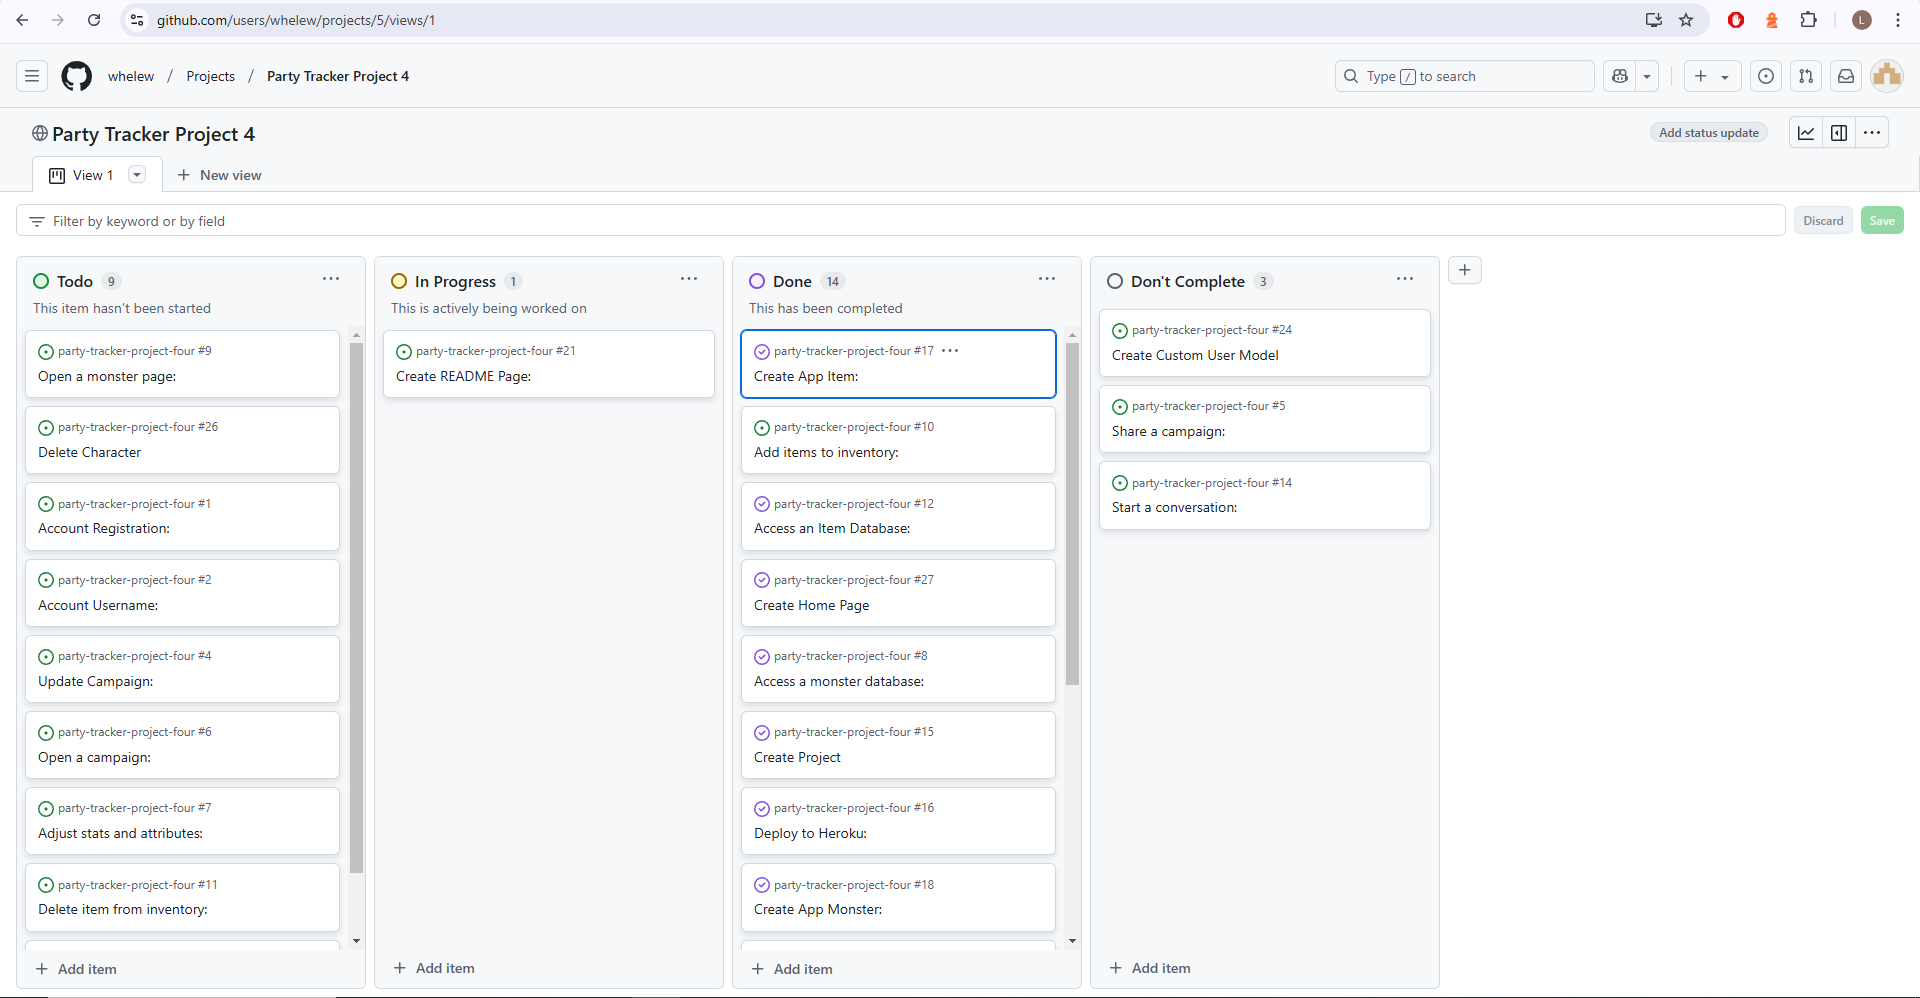 github.com/users/whelew/projects/5/views/1
L
whelew / Projects / Party Tracker Project 4
Type / to search
Party Tracker Project 4
Add status update
View 1
New view
Filter by keyword or by field
Discard
Save
Todo 9
This item hasn't been started
party-tracker-project-four #9
Open a monster page:
party-tracker-project-four #26
Delete Character
party-tracker-project-four #1
Account Registration:
party-tracker-project-four #2
Account Username:
party-tracker-project-four #4
Update Campaign:
party-tracker-project-four #6
Open a campaign:
party-tracker-project-four #7
Adjust stats and attributes:
party-tracker-project-four #11
Delete item from inventory:
Add item
In Progress 1
This is actively being worked on
party-tracker-project-four #21
Create README Page:
Add item
Done 14
This has been completed
party-tracker-project-four #17
Create App Item:
party-tracker-project-four #10
Add items to inventory:
party-tracker-project-four #12
Access an Item Database:
party-tracker-project-four #27
Create Home Page
party-tracker-project-four #8
Access a monster database:
party-tracker-project-four #15
Create Project
party-tracker-project-four #16
Deploy to Heroku:
party-tracker-project-four #18
Create App Monster:
Add item
Don't Complete 3
party-tracker-project-four #24
Create Custom User Model
party-tracker-project-four #5
Share a campaign:
party-tracker-project-four #14
Start a conversation:
Add item